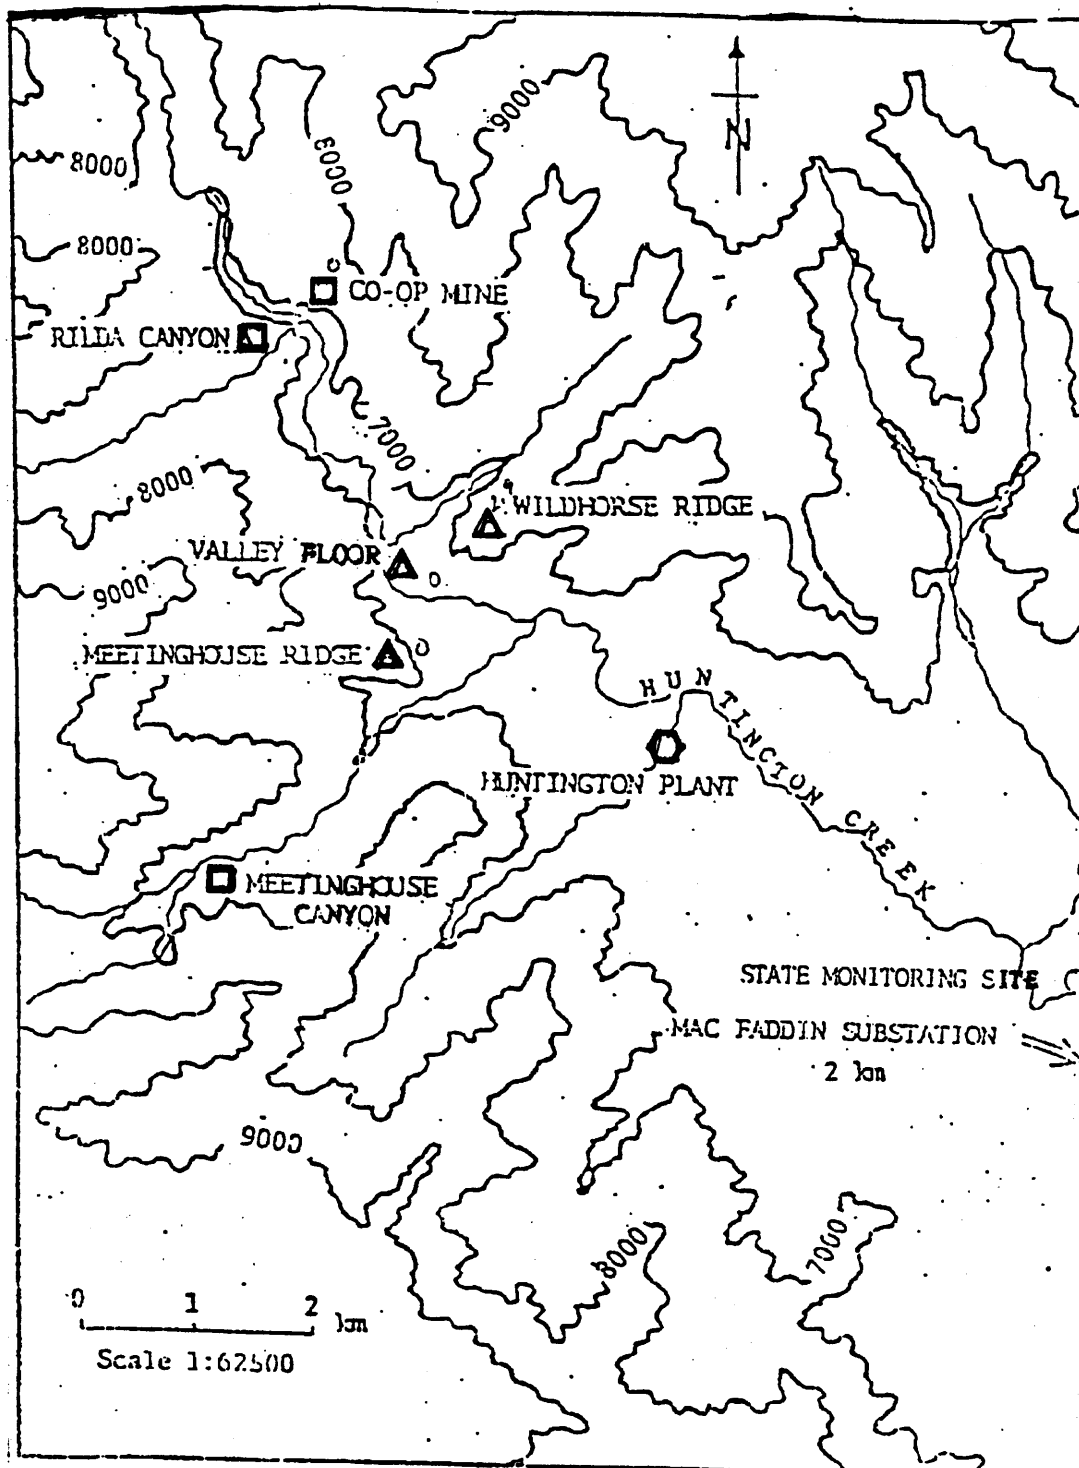 9000
N
8000
8000
8000
CO-OP MINE
RILDA CANYON
7000
8000
WILDHORSE RIDGE
VALLEY FLOOR
9000
MEETINGHOUSE RIDGE
HUNTINGTON CREEK
HUNTINGTON PLANT
MEETINGHOUSE
CANYON
STATE MONITORING SITE
MAC FADDIN SUBSTATION
2 km
9000
8000
7000
0 1 2 km
Scale 1:62500